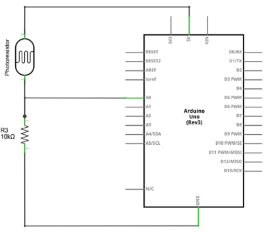 Photoresistor
R3
10kΩ
VIN
5V
RESET
RESET2
AREF
ioref
A0
A1
A2
A3
A4/SDA
A5/SCL
N/C
Arduino
Uno
(Rev3)
D0/RX
D1/TX
D2
D3 PWM
D4
D5 PWM
D6 PWM
D7
D8
D9 PWM
D10 PWM/SS
D11 PWM/MOSI
D12/MISO
D13/SCK
GND